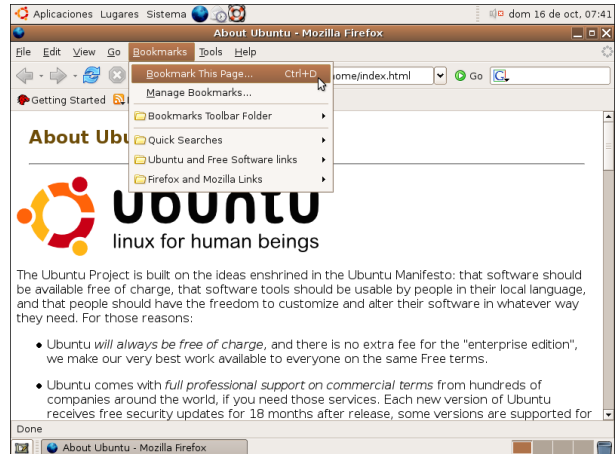 Aplicaciones Lugares Sistema dom 16 de oct, 07:41
About Ubuntu - Mozilla Firefox
File Edit View Go Bookmarks Tools Help
Bookmark This Page... Ctrl+D
ome/index.html Go
Manage Bookmarks...
Getting Started
Bookmarks Toolbar Folder
About Ubu
Quick Searches
Ubuntu and Free Software links
Firefox and Mozilla Links
ubuntu
linux for human beings
The Ubuntu Project is built on the ideas enshrined in the Ubuntu Manifesto: that software should
be available free of charge, that software tools should be usable by people in their local language,
and that people should have the freedom to customize and alter their software in whatever way
they need. For those reasons:
Ubuntu will always be free of charge, and there is no extra fee for the "enterprise edition",
we make our very best work available to everyone on the same Free terms.
Ubuntu comes with full professional support on commercial terms from hundreds of
companies around the world, if you need those services. Each new version of Ubuntu
receives free security updates for 18 months after release, some versions are supported for
Done
About Ubuntu - Mozilla Firefox